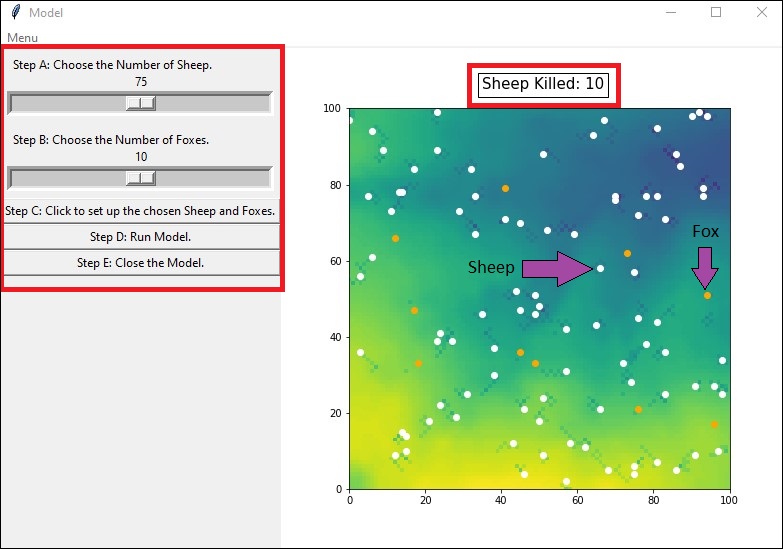 Model
Menu
Step A: Choose the Number of Sheep.
75
Step B: Choose the Number of Foxes.
10
Step C: Click to set up the chosen Sheep and Foxes.
Step D: Run Model.
Step E: Close the Model.
Sheep Killed: 10
100
80
60
40
20
0
Fox
Sheep
0 20 40 60 80 100